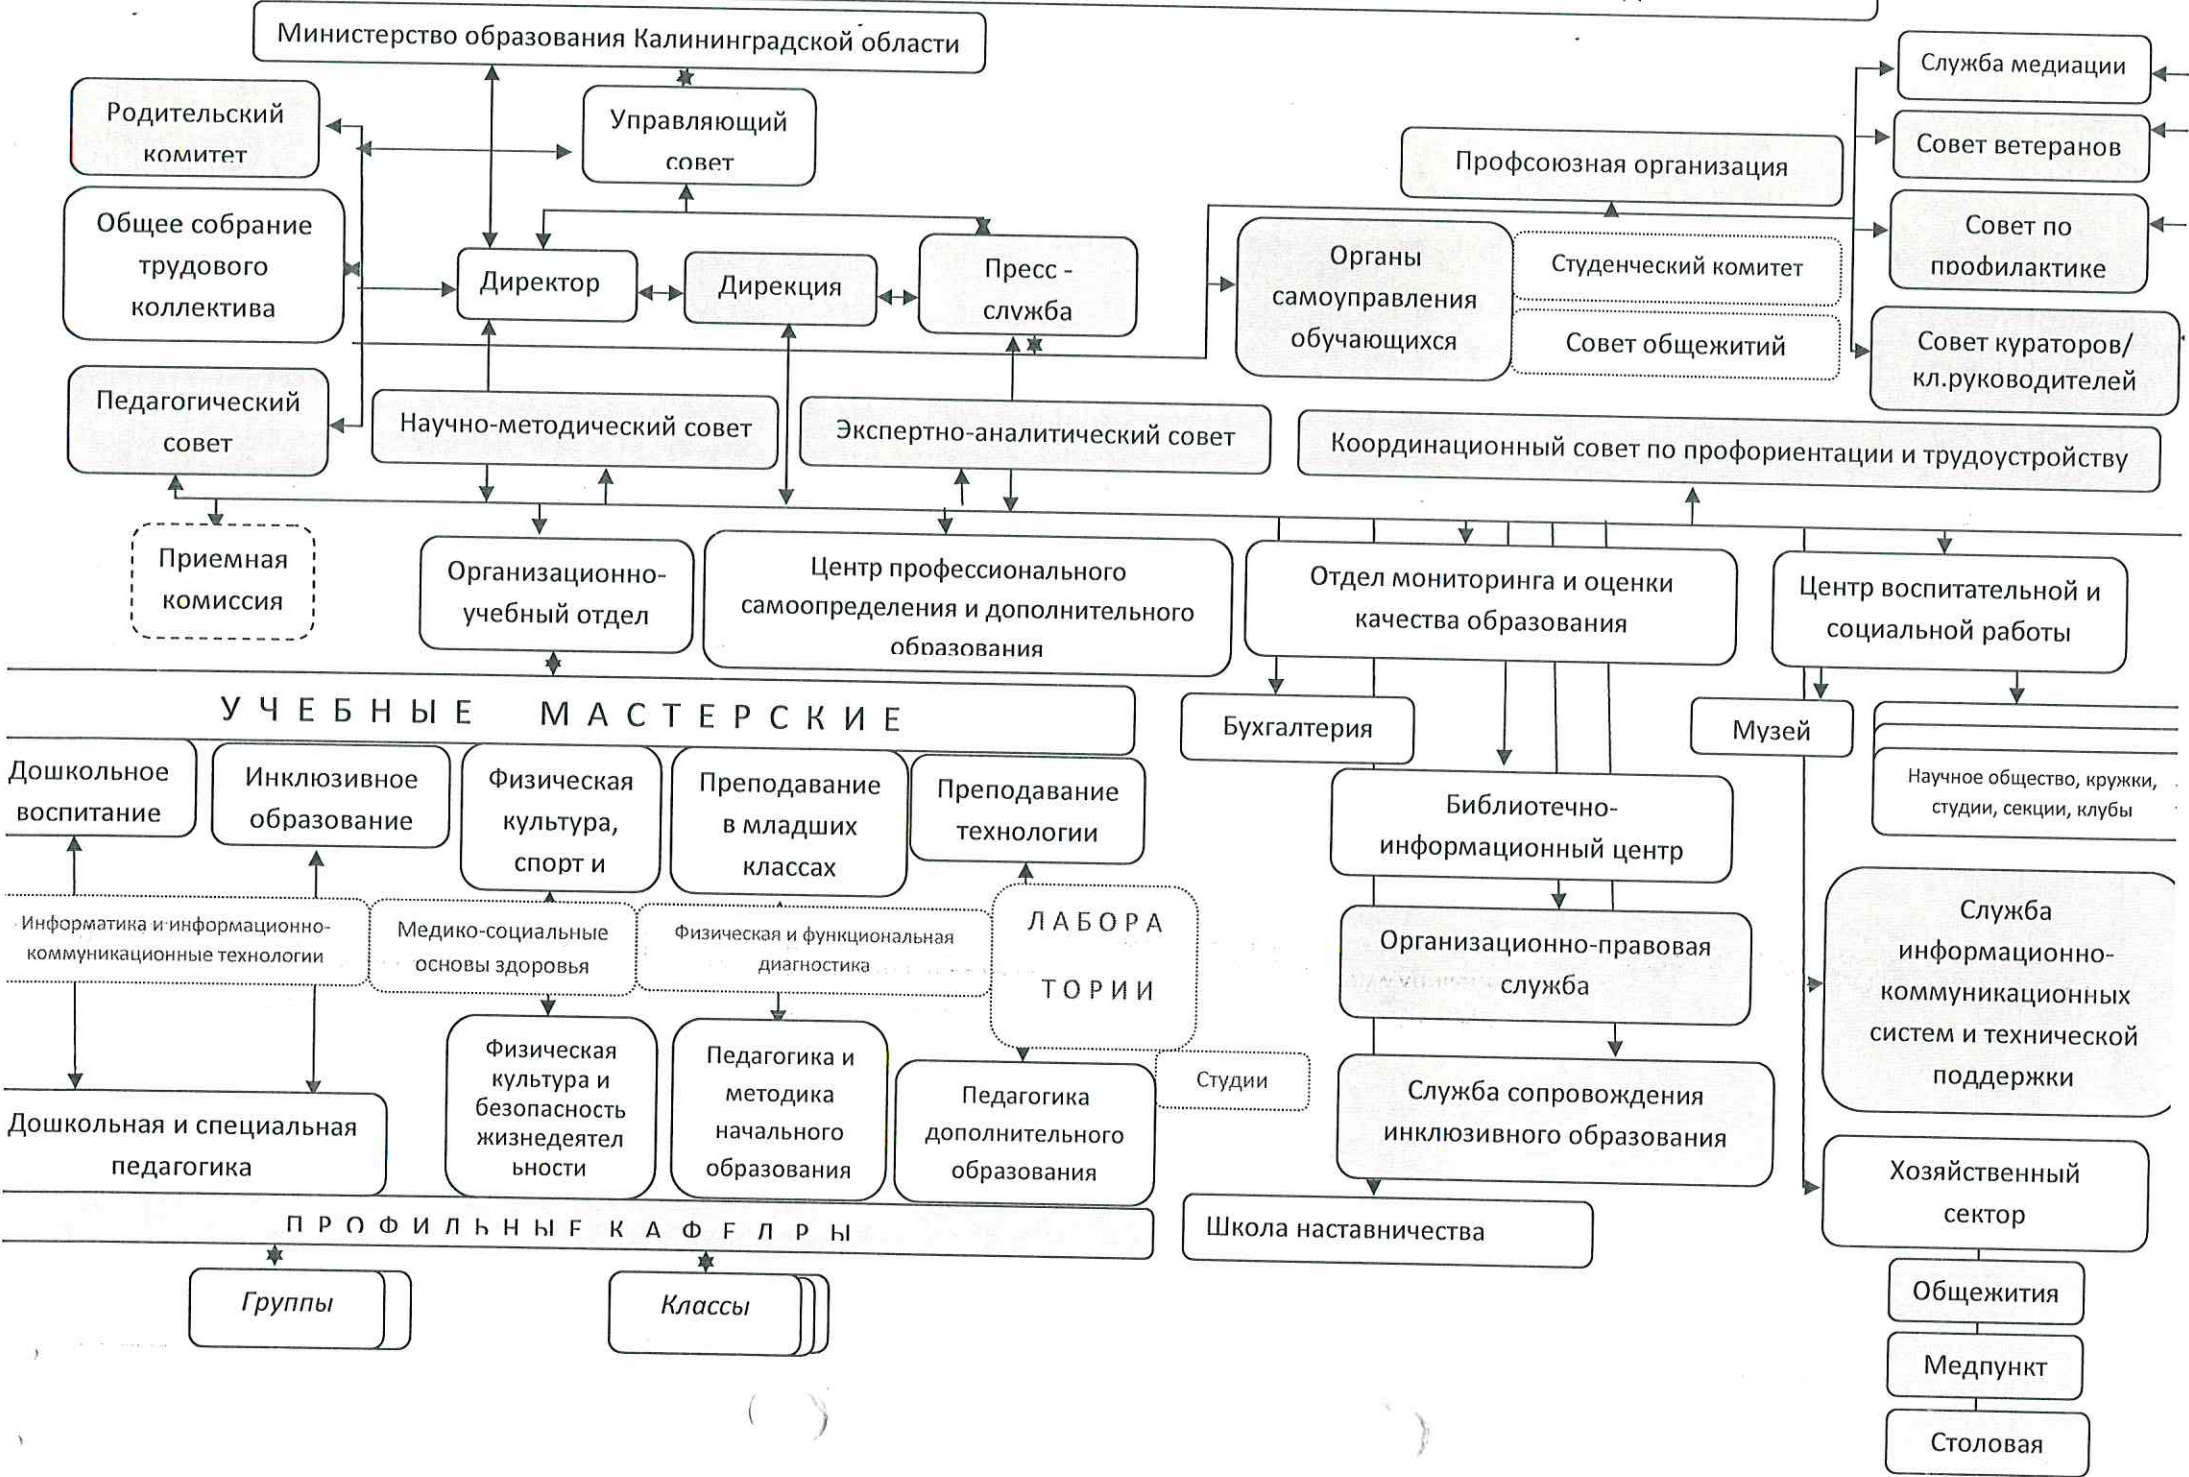 Министерство образования Калининградской области
Служба медиации
Родительский
комитет
Управляющий
совет
Совет ветеранов
Профсоюзная организация
Общее собрание
трудового
коллектива
Совет по
профилактике
Директор
Дирекция
Пресс -
служба
Органы
самоуправления
обучающихся
Студенческий комитет
Совет общежитий
Совет кураторов/
кл.руководителей
Педагогический
совет
Научно-методический совет
Экспертно-аналитический совет
Координационный совет по профориентации и трудоустройству
Приемная
комиссия
Организационно-
учебный отдел
Центр профессионального
самоопределения и дополнительного
образования
Отдел мониторинга и оценки
качества образования
Центр воспитательной и
социальной работы
УЧЕБНЫЕ МАСТЕРСКИЕ
Бухгалтерия
Музей
Дошкольное
воспитание
Инклюзивное
образование
Физическая
культура,
спорт и
Преподавание
в младших
классах
Преподавание
технологии
Библиотечно-
информационный центр
Научное общество, кружки,
студии, секции, клубы
Информатика и информационно-
коммуникационные технологии
Медико-социальные
основы здоровья
Физическая и функциональная
диагностика
ЛАБОРА
ТОРИИ
Организационно-правовая
служба
Служба
информационно-
коммуникационных
систем и технической
поддержки
Дошкольная и специальная
педагогика
Физическая
культура и
безопасность
жизнедеятел
ьности
Педагогика и
методика
начального
образования
Педагогика
дополнительного
образования
Студии
Служба сопровождения
инклюзивного образования
Хозяйственный
сектор
ПРОФИЛЬНЫЕ КАФЕДРЫ
Школа наставничества
Группы
Классы
Общежития
Медпункт
Столовая